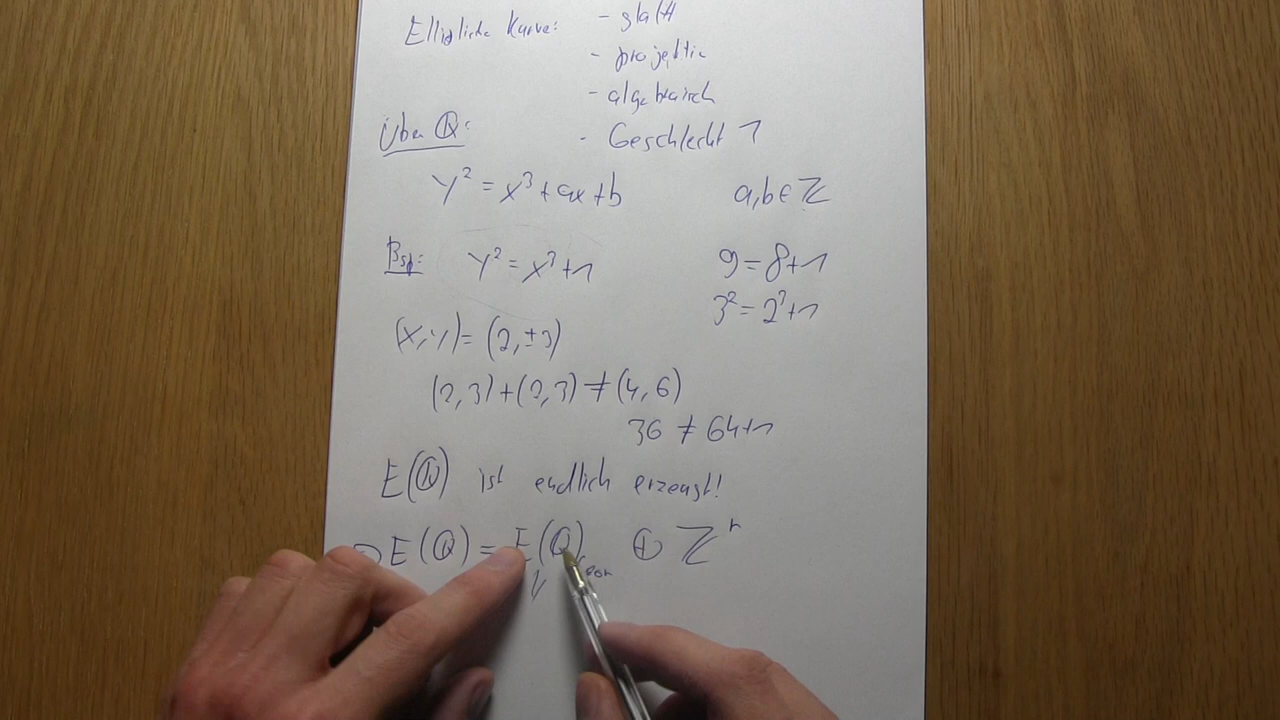 Elliptische Kurve: - glatt
- projektiv
- algebraisch
Über ℚ: - Geschlecht 1
y² = x³ + ax + b a, b ∈ ℤ
Bsp: y² = x³ + 1 9 = 8 + 1
3² = 2³ + 1
(x, y) = (2, ±3)
(2, 3) + (2, 3) ≠ (4, 6)
36 ≠ 64 + 1
E(ℚ) ist endlich erzeugt!
E(ℚ) = E(ℚ)tor ⊕ ℤʳ